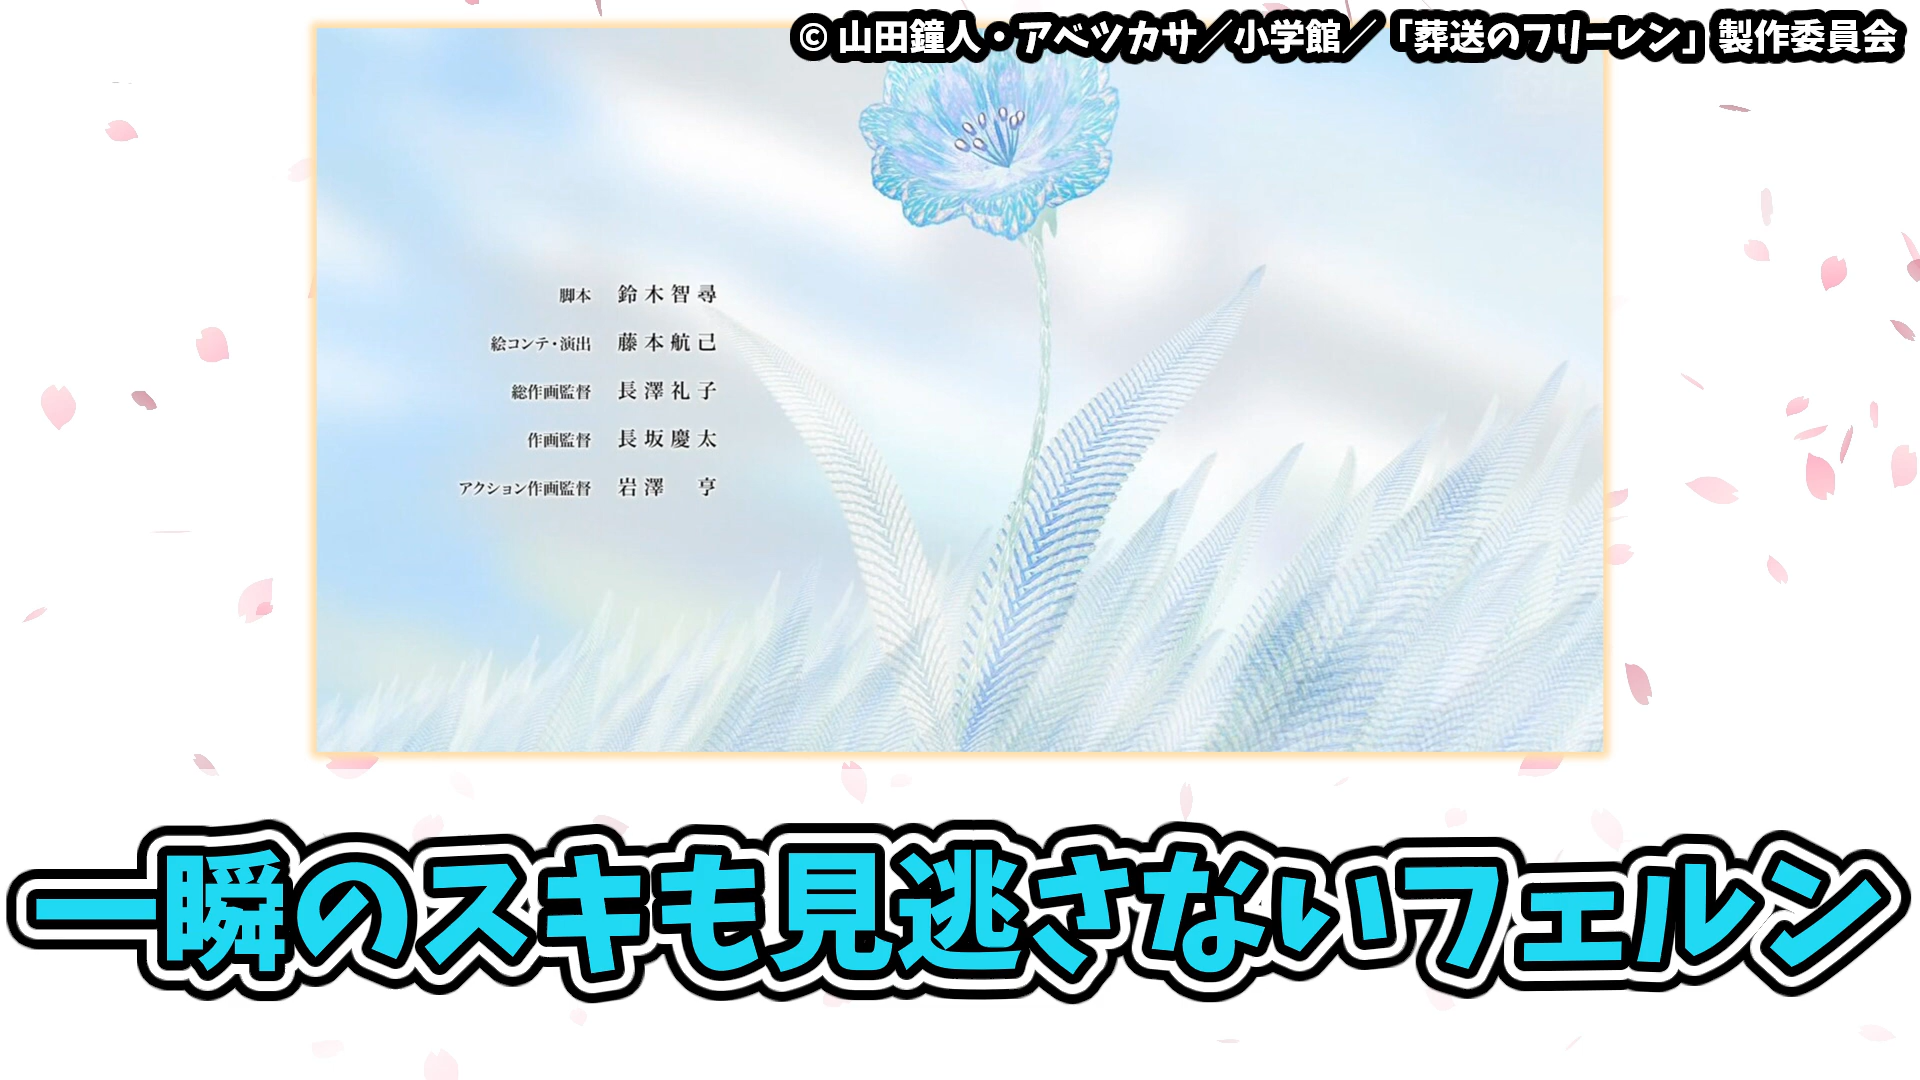 © 山田鐘人・アベツカサ／小学館／「葬送のフリーレン」製作委員会
脚本 鈴木智尋
絵コンテ・演出 藤本航己
総作画監督 長澤礼子
作画監督 長坂慶太
アクション作画監督 岩澤 亨
一瞬のスキも見逃さないフェルン